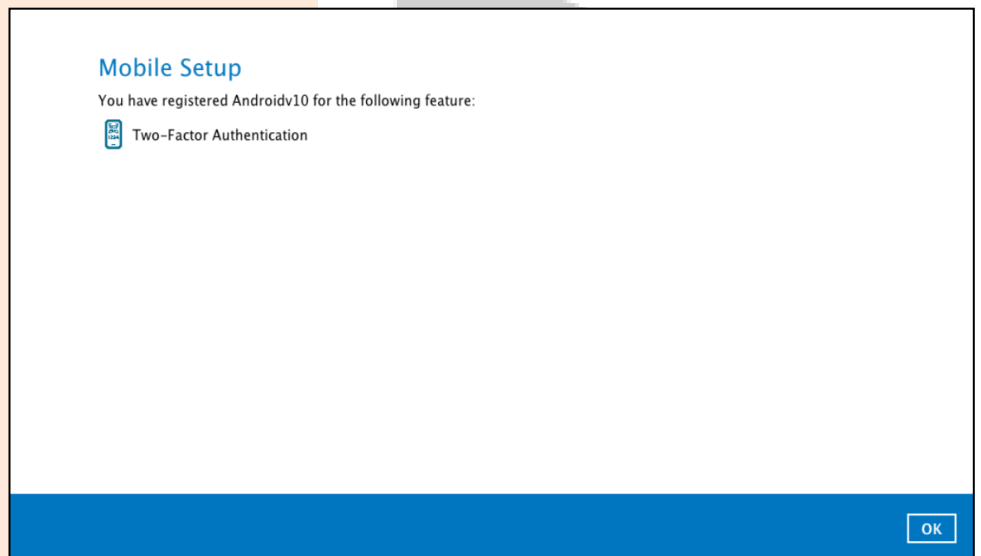 Mobile Setup
You have registered Androidv10 for the following feature:
Two-Factor Authentication
OK